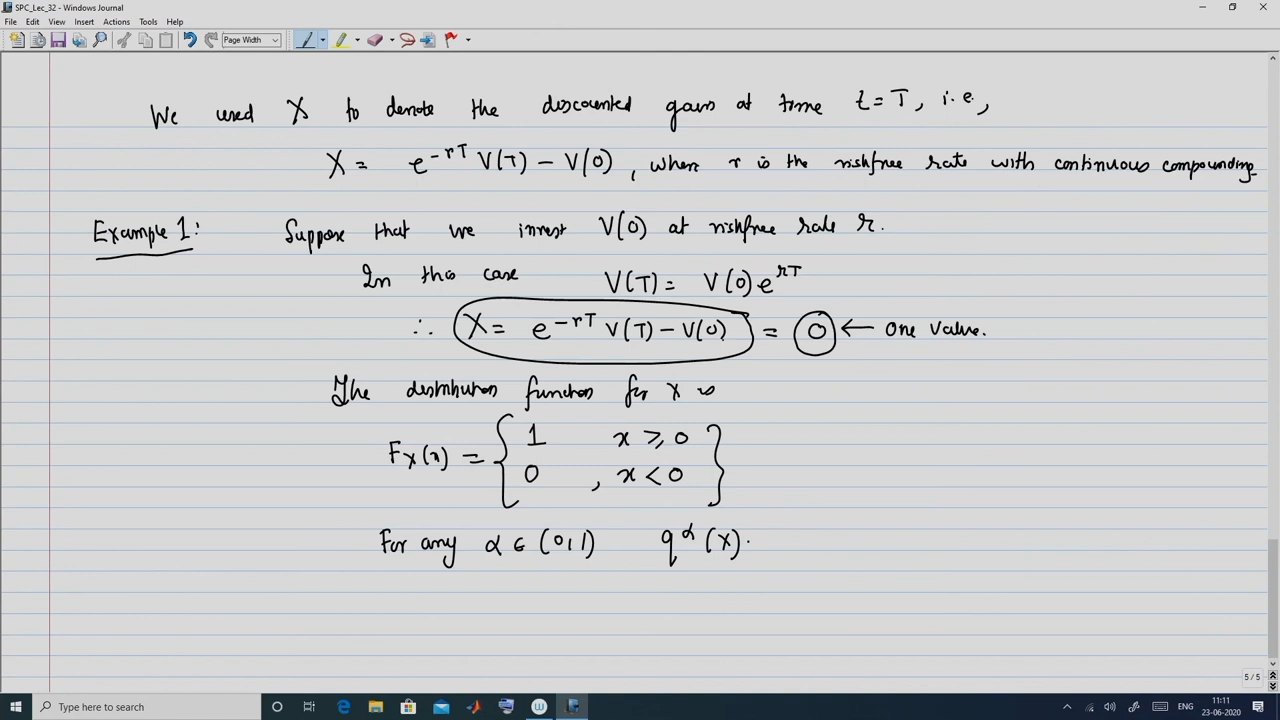 SPC_Lec_32 - Windows Journal
File Edit View Insert Actions Tools Help
Page Width
We used X to denote the discounted gain at time t = T, i.e.,
X = e^{-rT} V(T) - V(0), where r is the riskfree rate with continuous compounding.
Example 1: Suppose that we invest V(0) at riskfree rate r.
In this case V(T) = V(0) e^{rT}
∴ X = e^{-rT} V(T) - V(0) = 0 ← One value.
The distribution function for X is
F_X(x) = { 1 x ≥ 0
0 , x < 0 }
For any α ∈ (0,1) q^α(X).
5 / 5
Type here to search
11:11
23-06-2020